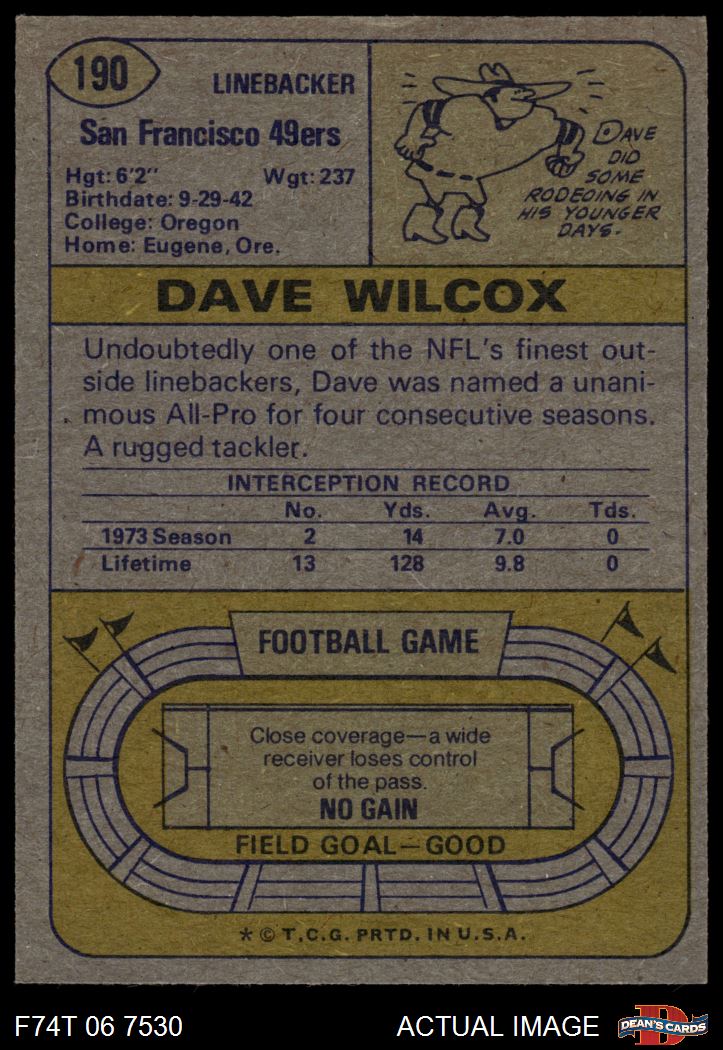 190
LINEBACKER
San Francisco 49ers
Hgt: 6'2" Wgt: 237
Birthdate: 9-29-42
College: Oregon
Home: Eugene, Ore.
DAVE
DID
SOME
RODEOING IN
HIS YOUNGER
DAYS.
DAVE WILCOX
Undoubtedly one of the NFL's finest out-
side linebackers, Dave was named a unani-
mous All-Pro for four consecutive seasons.
A rugged tackler.
INTERCEPTION RECORD
No. Yds. Avg. Tds.
1973 Season 2 14 7.0 0
Lifetime 13 128 9.8 0
FOOTBALL GAME
Close coverage—a wide
receiver loses control
of the pass.
NO GAIN
FIELD GOAL—GOOD
* © T.C.G. PRTD. IN U.S.A.
F74T 06 7530 ACTUAL IMAGE
D
DEAN'S CARDS